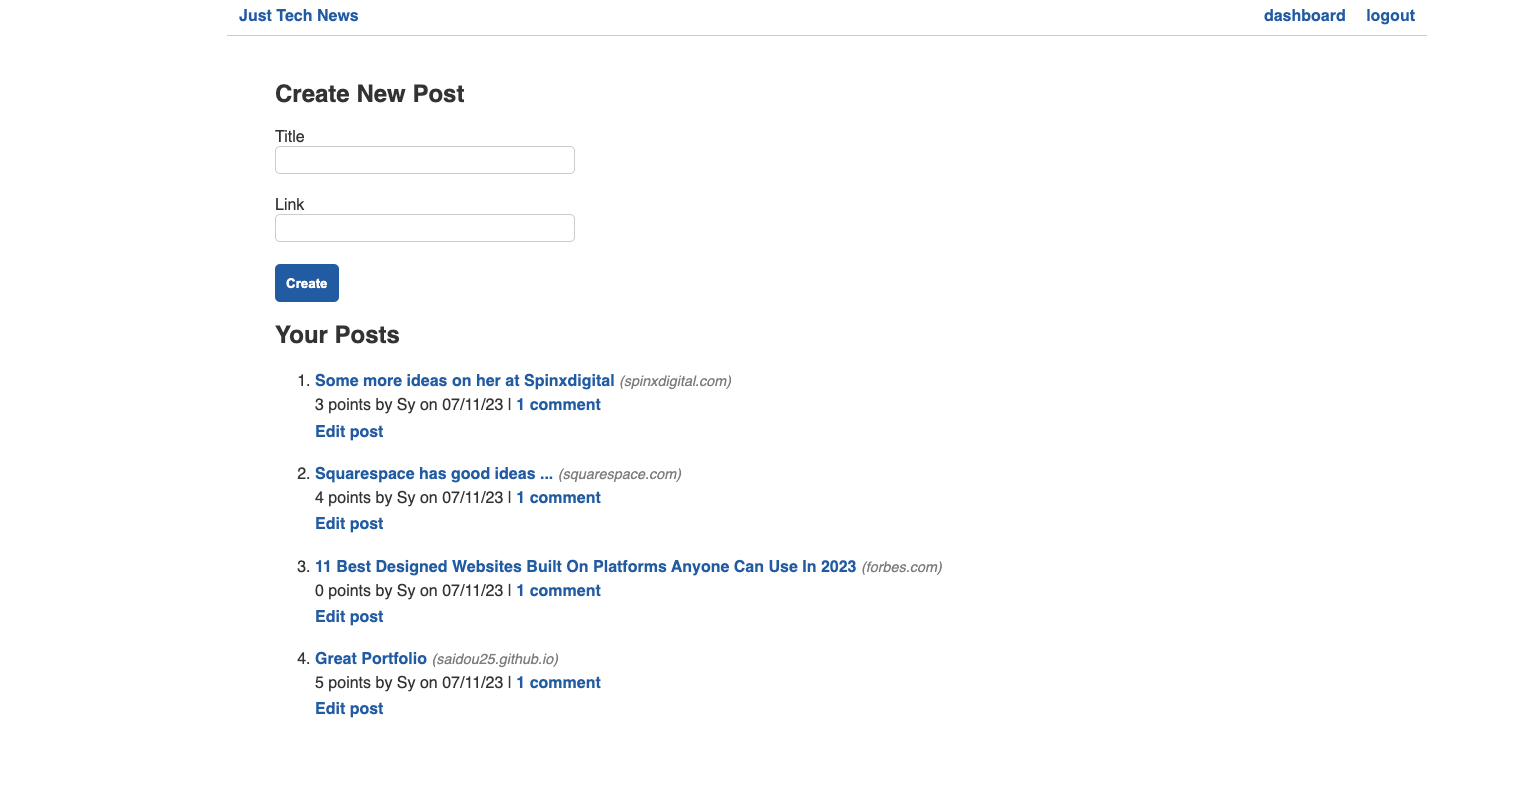 Just Tech News
dashboard logout
Create New Post
Title
Link
Create
Your Posts
1. Some more ideas on her at Spinxdigital (spinxdigital.com)
3 points by Sy on 07/11/23 | 1 comment
Edit post
2. Squarespace has good ideas ... (squarespace.com)
4 points by Sy on 07/11/23 | 1 comment
Edit post
3. 11 Best Designed Websites Built On Platforms Anyone Can Use In 2023 (forbes.com)
0 points by Sy on 07/11/23 | 1 comment
Edit post
4. Great Portfolio (saidou25.github.io)
5 points by Sy on 07/11/23 | 1 comment
Edit post